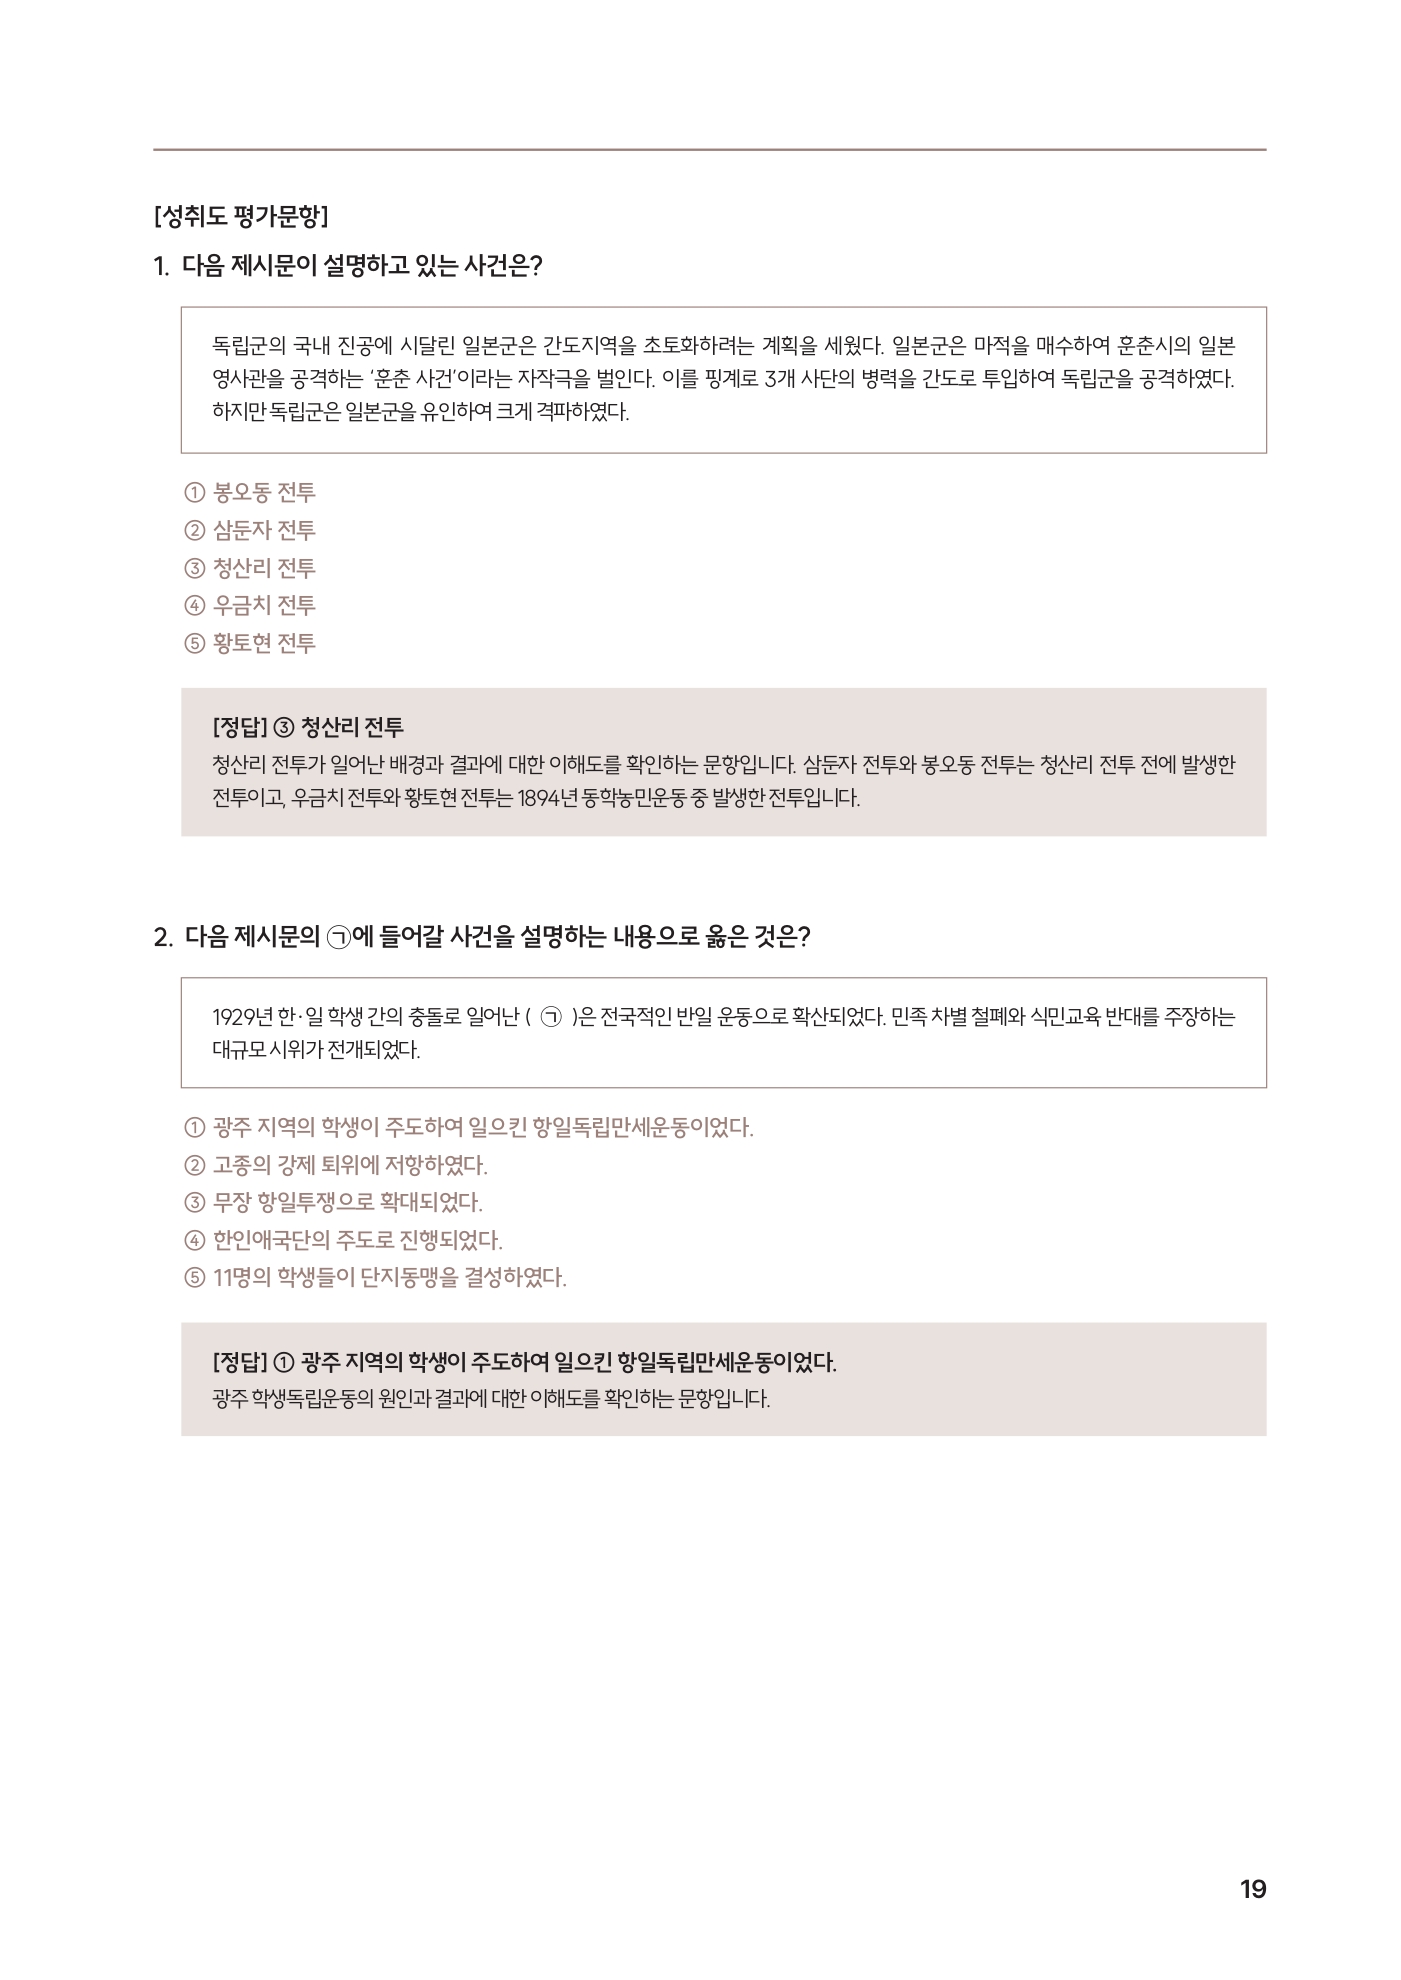 [성취도 평가문항]
1. 다음 제시문이 설명하고 있는 사건은?
독립군의 국내 진공에 시달린 일본군은 간도지역을 초토화하려는 계획을 세웠다. 일본군은 마적을 매수하여 훈춘시의 일본
영사관을 공격하는 ‘훈춘 사건’이라는 자작극을 벌인다. 이를 핑계로 3개 사단의 병력을 간도로 투입하여 독립군을 공격하였다.
하지만 독립군은 일본군을 유인하여 크게 격파하였다.
① 봉오동 전투
② 삼둔자 전투
③ 청산리 전투
④ 우금치 전투
⑤ 황토현 전투
[정답] ③ 청산리 전투
청산리 전투가 일어난 배경과 결과에 대한 이해도를 확인하는 문항입니다. 삼둔자 전투와 봉오동 전투는 청산리 전투 전에 발생한
전투이고, 우금치 전투와 황토현 전투는 1894년 동학농민운동 중 발생한 전투입니다.
2. 다음 제시문의 ㉠에 들어갈 사건을 설명하는 내용으로 옳은 것은?
1929년 한·일 학생 간의 충돌로 일어난 ( ㉠ )은 전국적인 반일 운동으로 확산되었다. 민족 차별 철폐와 식민교육 반대를 주장하는
대규모 시위가 전개되었다.
① 광주 지역의 학생이 주도하여 일으킨 항일독립만세운동이었다.
② 고종의 강제 퇴위에 저항하였다.
③ 무장 항일투쟁으로 확대되었다.
④ 한인애국단의 주도로 진행되었다.
⑤ 11명의 학생들이 단지동맹을 결성하였다.
[정답] ① 광주 지역의 학생이 주도하여 일으킨 항일독립만세운동이었다.
광주 학생독립운동의 원인과 결과에 대한 이해도를 확인하는 문항입니다.
19